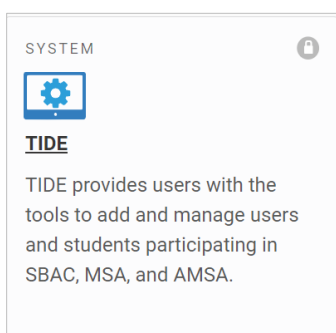 SYSTEM
TIDE
TIDE provides users with the
tools to add and manage users
and students participating in
SBAC, MSA, and AMSA.